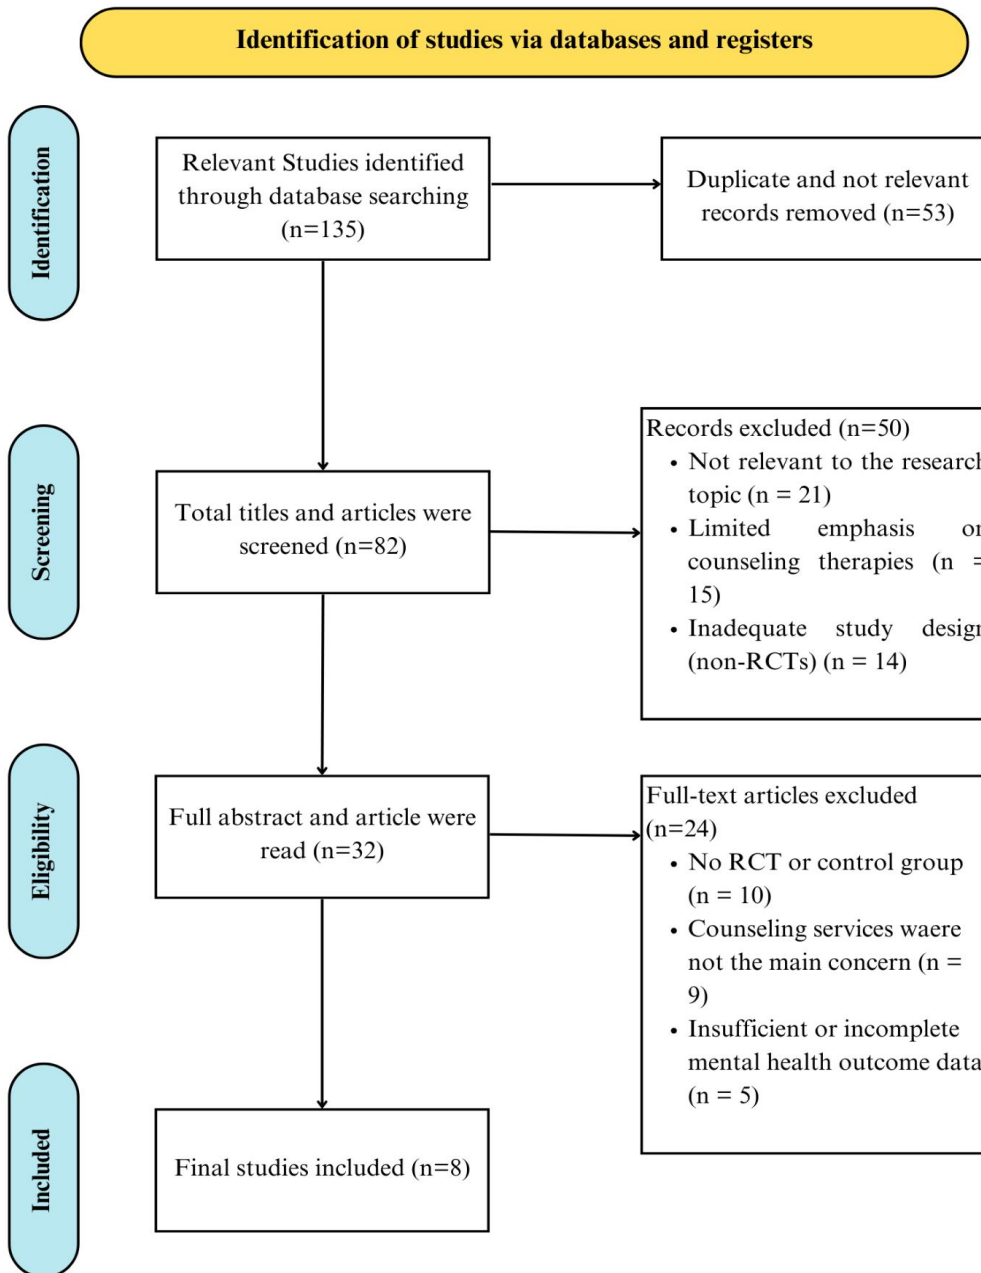 Identification of studies via databases and registers
Identification
Relevant Studies identified
through database searching
(n=135)
Duplicate and not relevant
records removed (n=53)
Screening
Total titles and articles were
screened (n=82)
Records excluded (n=50)
• Not relevant to the research
topic (n = 21)
• Limited emphasis on
counseling therapies (n =
15)
• Inadequate study design
(non-RCTs) (n = 14)
Eligibility
Full abstract and article were
read (n=32)
Full-text articles excluded
(n=24)
• No RCT or control group
(n = 10)
• Counseling services waere
not the main concern (n =
9)
• Insufficient or incomplete
mental health outcome data
(n = 5)
Included
Final studies included (n=8)